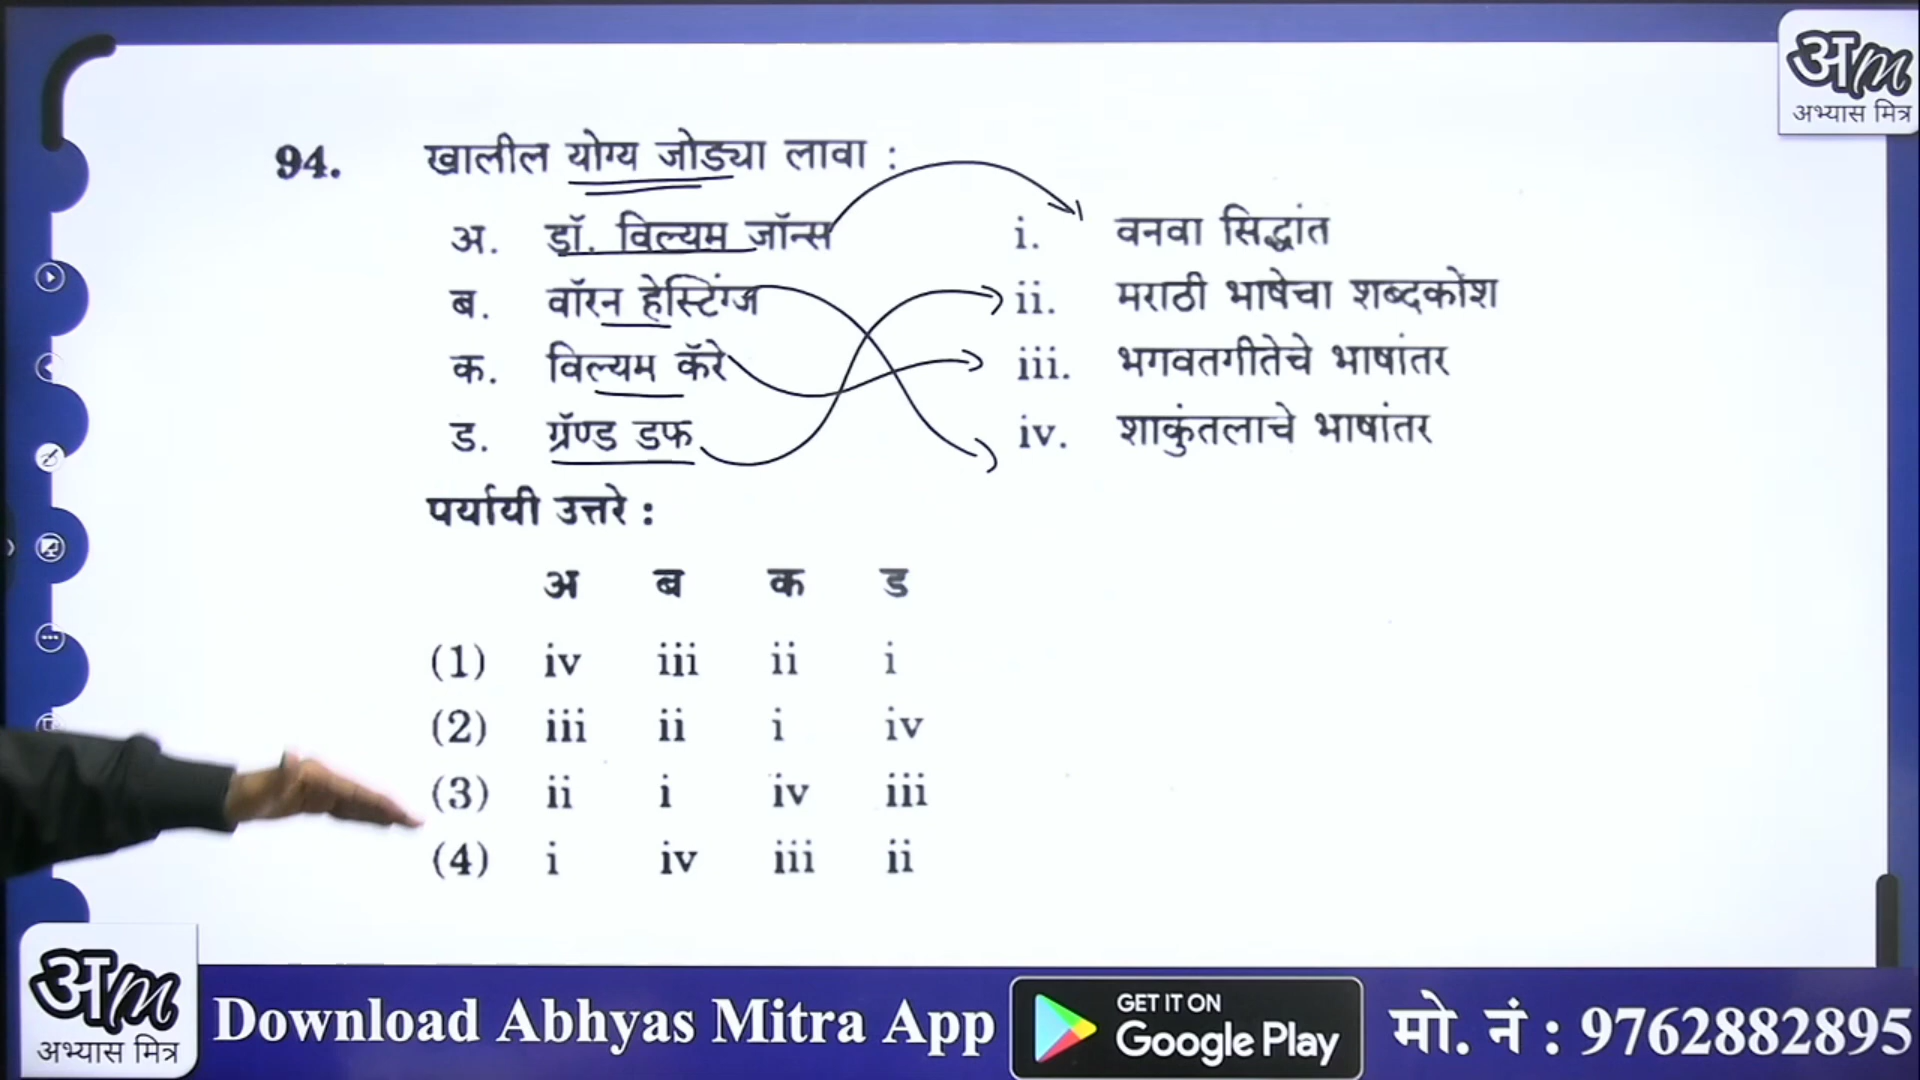 अm
अभ्यास मित्र
94. खालील योग्य जोड्या लावा :
अ. डॉ. विल्यम जॉन्स i. वनवा सिद्धांत
ब. वॉरन हेस्टिंग्ज ii. मराठी भाषेचा शब्दकोश
क. विल्यम कॅरे iii. भगवतगीतेचे भाषांतर
ड. ग्रॅण्ड डफ iv. शाकुंतलाचे भाषांतर
पर्यायी उत्तरे :
अ ब क ड
(1) iv iii ii i
(2) iii ii i iv
(3) ii i iv iii
(4) i iv iii ii
अm
अभ्यास मित्र
Download Abhyas Mitra App
GET IT ON
Google Play
मो. नं : 9762882895